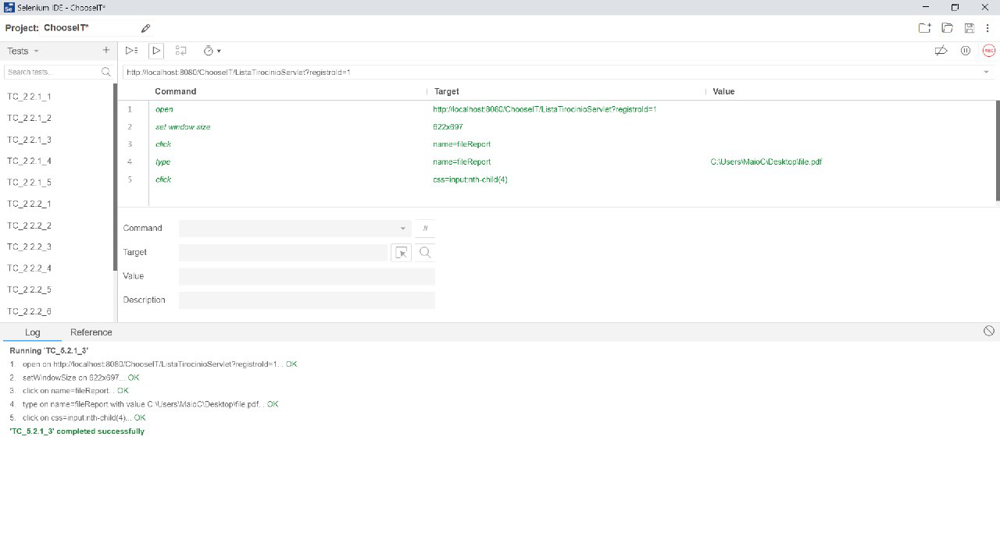 Selenium IDE - ChooseIT*
Project: ChooseIT*
Tests
Search tests...
TC_2.2.1_1
TC_2.2.1_2
TC_2.2.1_3
TC_2.2.1_4
TC_2.2.1_5
TC_2.2.2_1
TC_2.2.2_2
TC_2.2.2_3
TC_2.2.2_4
TC_2.2.2_5
TC_2.2.2_6
REC
http://localhost:8080/ChooseIT/ListaTirocinioServlet?registroId=1
Command Target Value
1 open http://localhost:8080/ChooseIT/ListaTirocinioServlet?registroId=1
2 set window size 622x697
3 click name=fileReport
4 type name=fileReport C:\Users\MaioC\Desktop\file.pdf
5 click css=input:nth-child(4)
Command //
Target
Value
Description
Log Reference
Running 'TC_5.2.1_3'
1. open on http://localhost:8080/ChooseIT/ListaTirocinioServlet?registroId=1... OK
2. setWindowSize on 622x697... OK
3. click on name=fileReport... OK
4. type on name=fileReport with value C:\Users\MaioC\Desktop\file.pdf... OK
5. click on css=input:nth-child(4)... OK
'TC_5.2.1_3' completed successfully